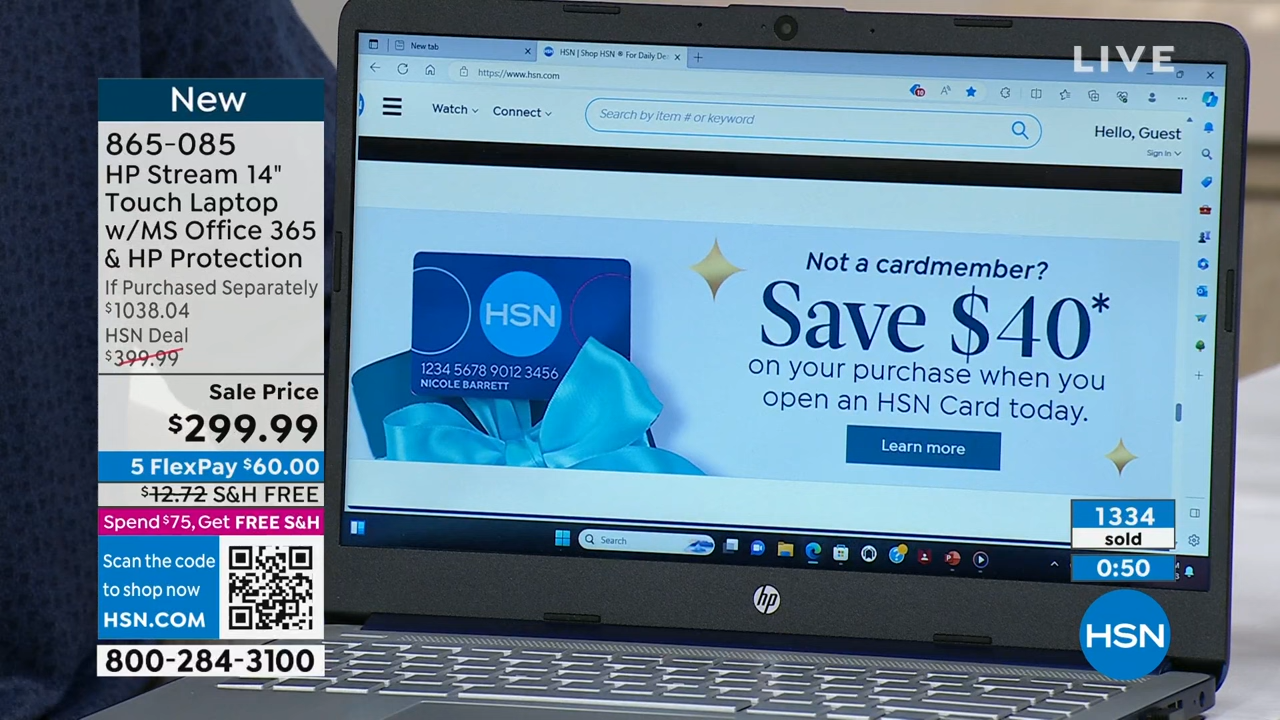 New
865-085
HP Stream 14"
Touch Laptop
w/MS Office 365
& HP Protection
If Purchased Separately
$1038.04
HSN Deal
$399.99
Sale Price
$299.99
5 FlexPay $60.00
$12.72 S&H FREE
Spend $75, Get FREE S&H
Scan the code
to shop now
HSN.COM
800-284-3100
New tab
HSN | Shop HSN ® For Daily De
https://www.hsn.com
Watch
Connect
Search by item # or keyword
Hello, Guest
Sign In
HSN
1234 5678 9012 3456
NICOLE BARRETT
Not a cardmember?
Save $40*
on your purchase when you
open an HSN Card today.
Learn more
Search
hp
LIVE
1334
sold
0:50
HSN